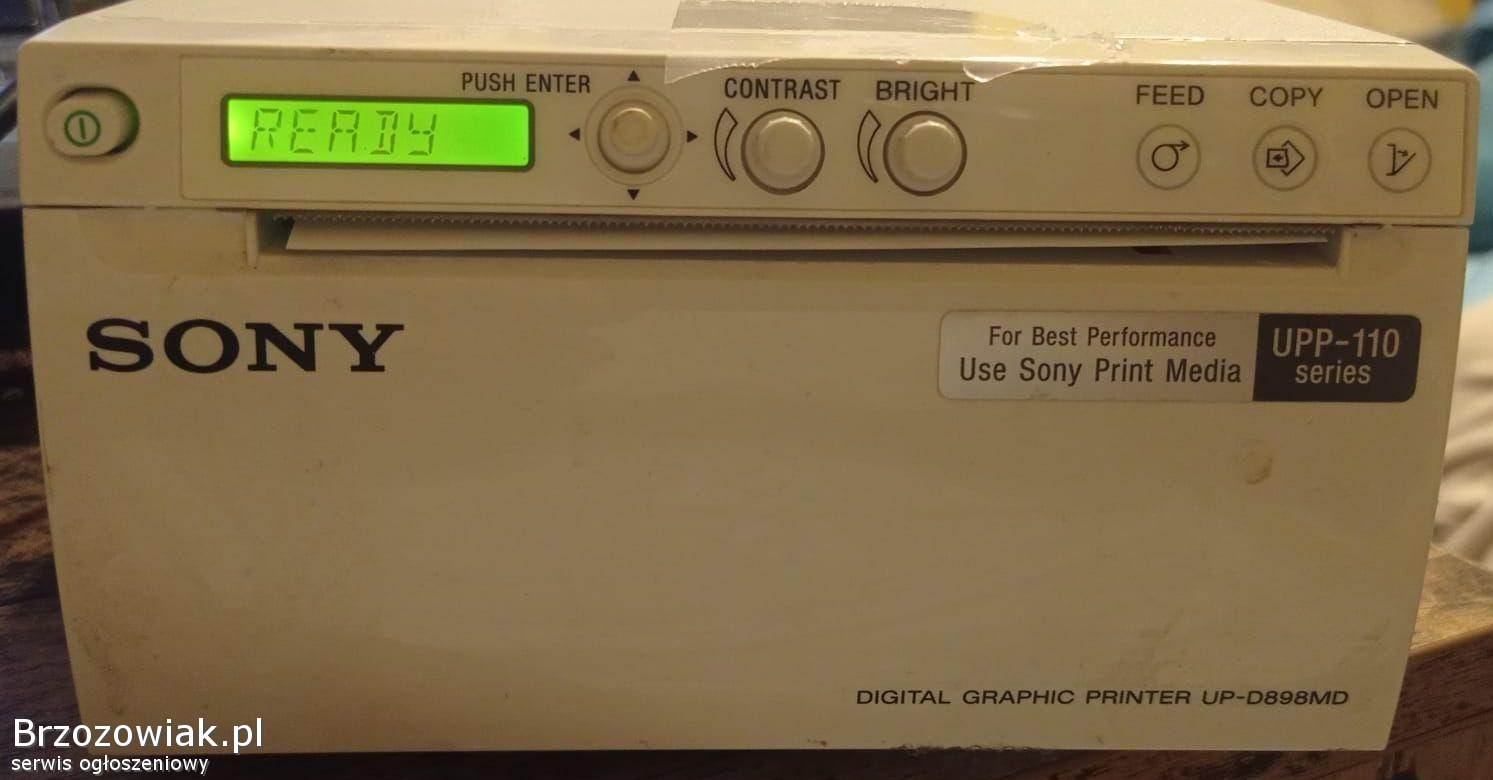 PUSH ENTER
CONTRAST
BRIGHT
FEED
COPY
OPEN
READY
SONY
For Best Performance
Use Sony Print Media
UPP-110
series
DIGITAL GRAPHIC PRINTER UP-D898MD
Brzozowiak.pl
serwis ogłoszeniowy